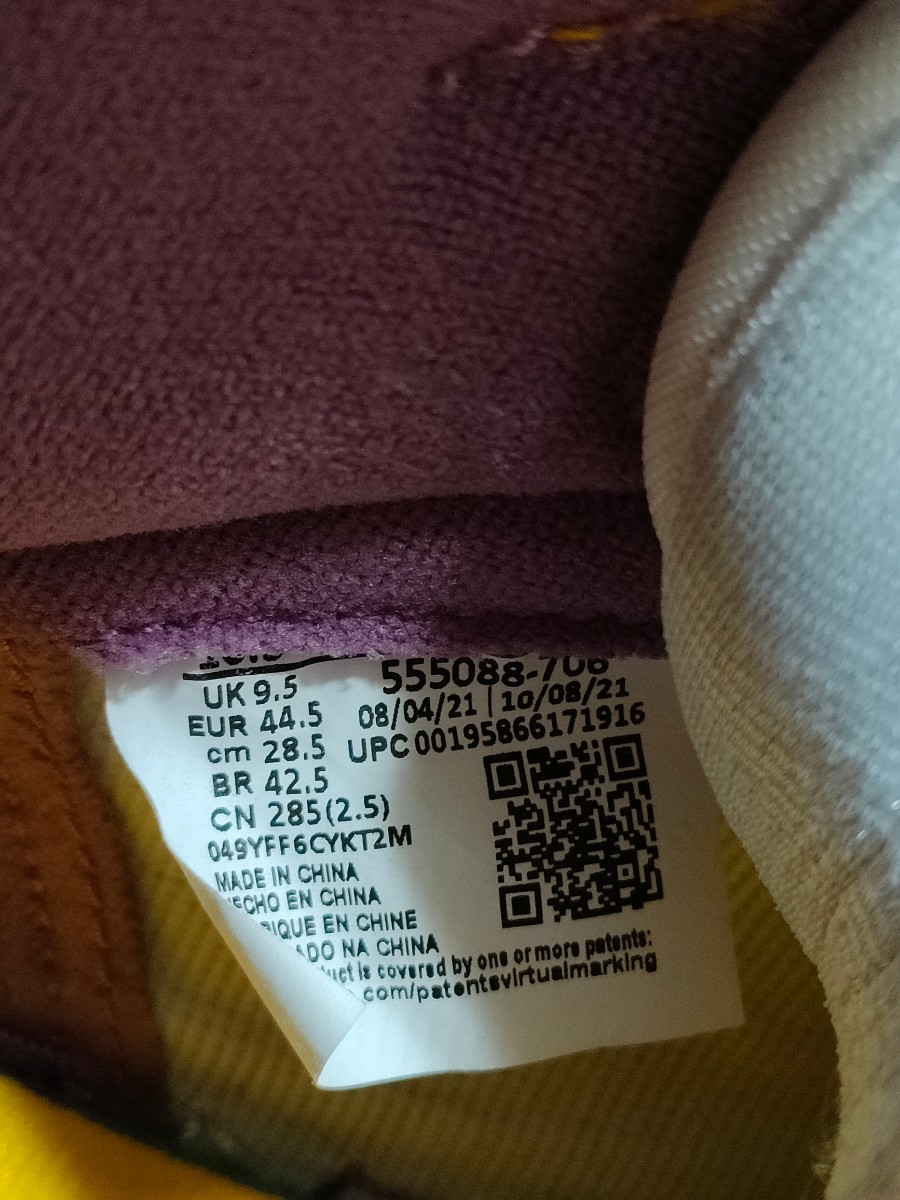 UK 9.5
EUR 44.5
cm 28.5
BR 42.5
CN 285(2.5)
049YFF6CYKT2M
555088-706
08/04/21 | 10/08/21
UPC 00195866171916
MADE IN CHINA
ECHO EN CHINA
IQUE EN CHINE
ADO NA CHINA
uct is covered by one or more patents:
com/patentsvirtualmarking